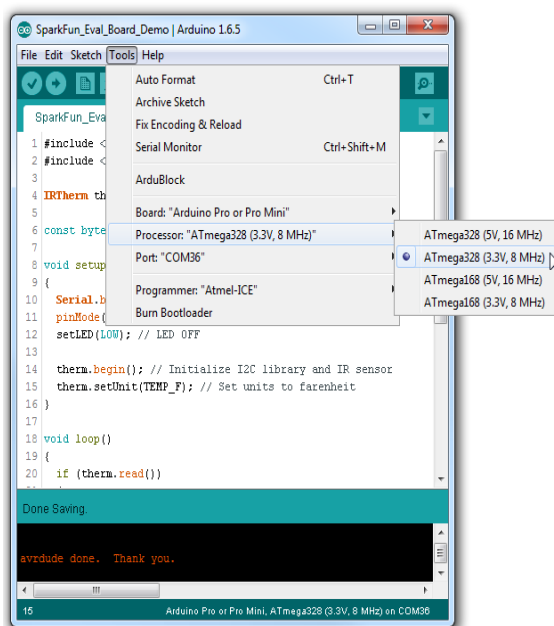 SparkFun_Eval_Board_Demo | Arduino 1.6.5
File Edit Sketch Tools Help
Auto Format Ctrl+T
Archive Sketch
Fix Encoding & Reload
Serial Monitor Ctrl+Shift+M
ArduBlock
Board: "Arduino Pro or Pro Mini"
Processor: "ATmega328 (3.3V, 8 MHz)"
Port: "COM36"
Programmer: "Atmel-ICE"
Burn Bootloader
ATmega328 (5V, 16 MHz)
ATmega328 (3.3V, 8 MHz)
ATmega168 (5V, 16 MHz)
ATmega168 (3.3V, 8 MHz)
SparkFun_Eva
1 #include <
2 #include <
3
4 IRTherm th
5
6 const byte
7
8 void setup
9 {
10 Serial.b
11 pinMode(
12 setLED(LOW); // LED OFF
13
14 therm.begin(); // Initialize I2C library and IR sensor
15 therm.setUnit(TEMP_F); // Set units to farenheit
16 }
17
18 void loop()
19 {
20 if (therm.read())
Done Saving.
avrdude done. Thank you.
15 Arduino Pro or Pro Mini, ATmega328 (3.3V, 8 MHz) on COM36